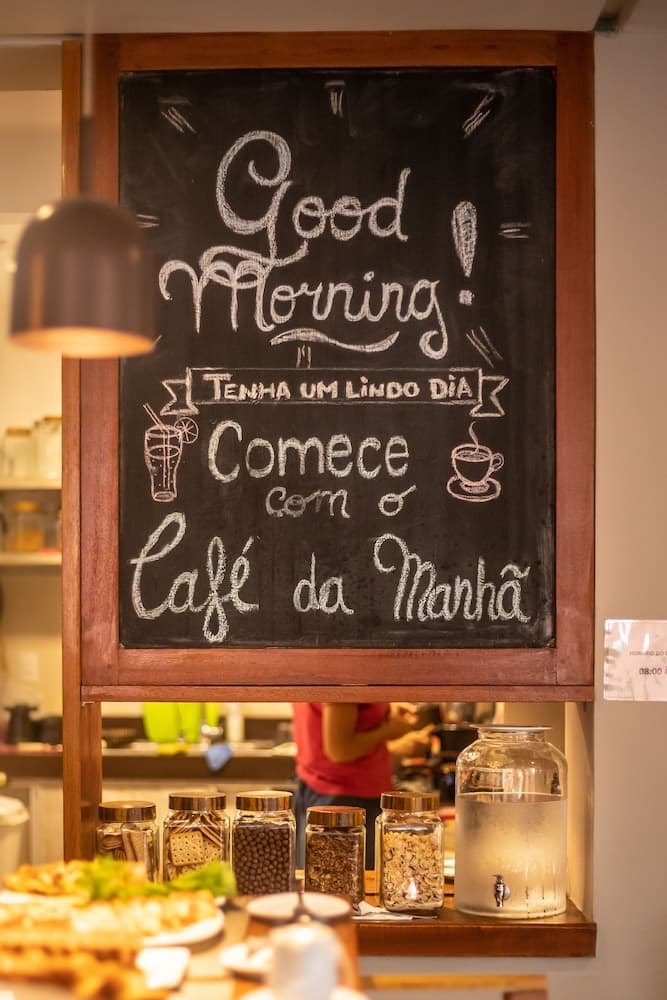 Good
Morning!
TENHA UM LINDO DIA
Comece
com o
Café da Manhã